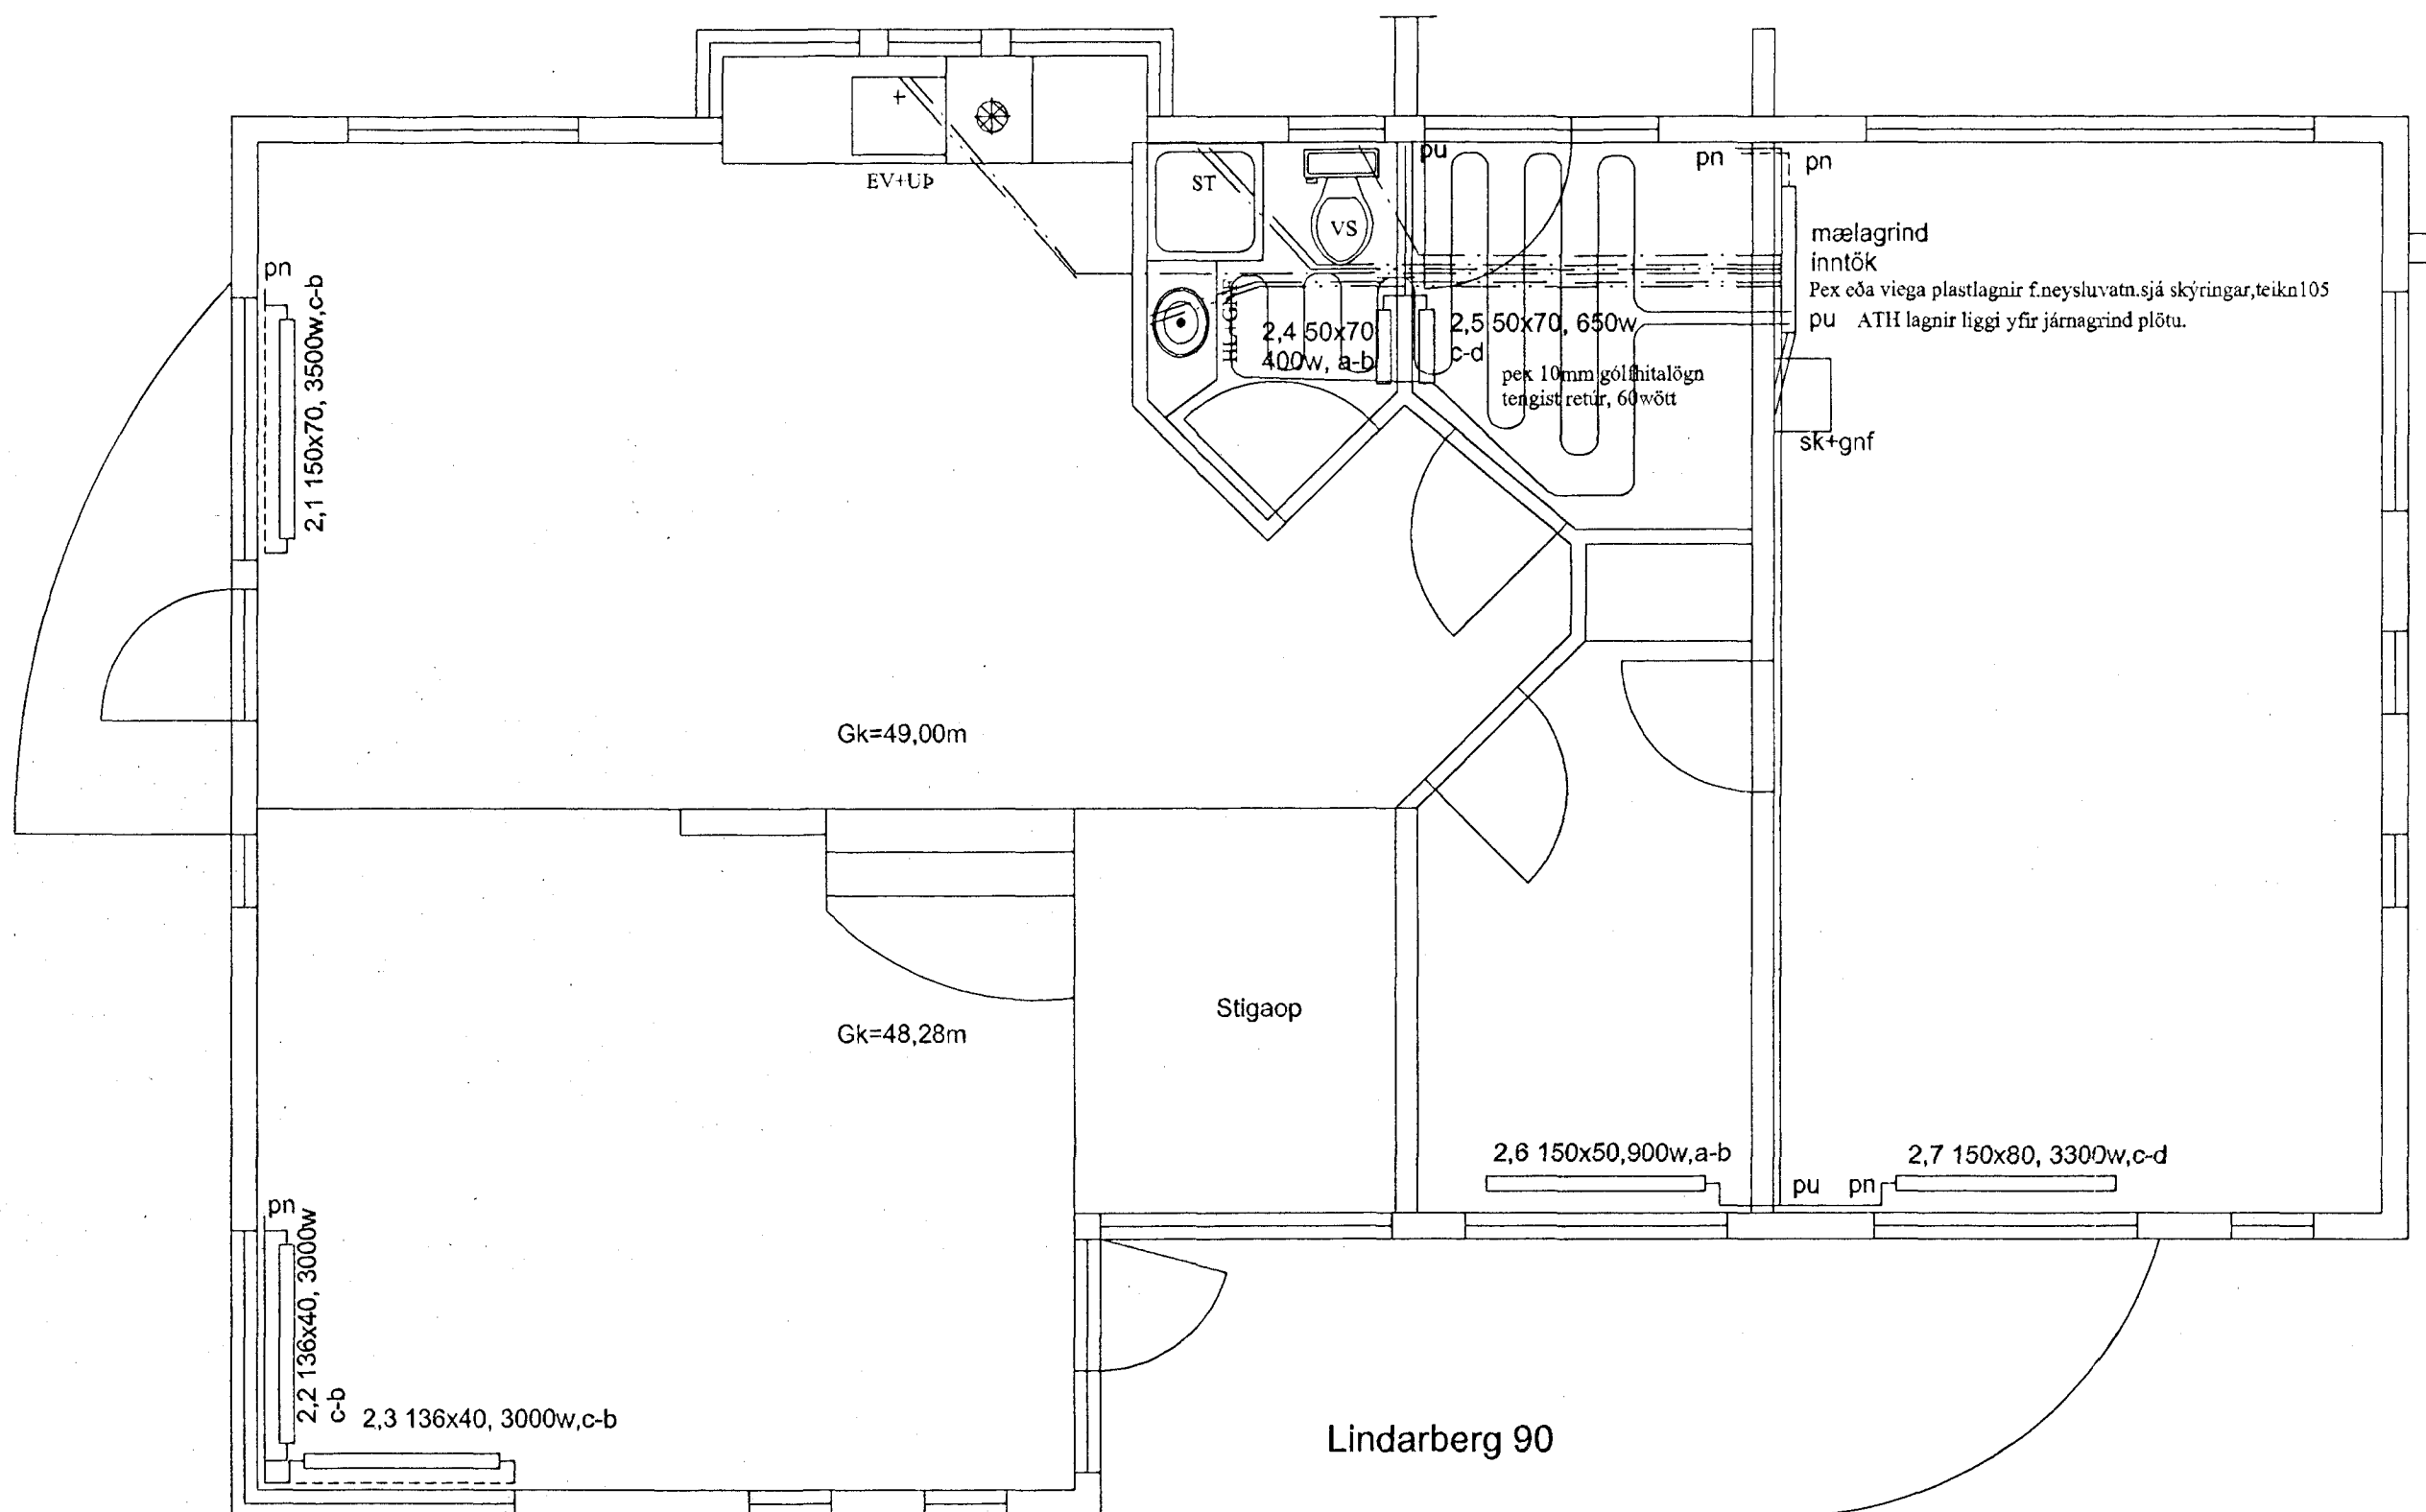 EV+UÞ
ST
VS
pu
pn
pn
mælagrind
inntök
Pex eða viega plastlagnir f.neysluvatn.sjá skýringar,teikn105
pu ATH lagnir liggi yfir járnagrind plötu.
pn
2,1 150x70, 3500w,c-b
2,4 50x70
400w, a-b
2,5 50x70, 650w
c-d
pex 10mm gólfhitalögn
tengist retúr, 60wött
sk+gnf
Gk=49,00m
Stigaop
Gk=48,28m
2,6 150x50,900w,a-b
2,7 150x80, 3300w,c-d
pu
pn
pn
2,2 136x40, 3000w
c-b
2,3 136x40, 3000w,c-b
Lindarberg 90